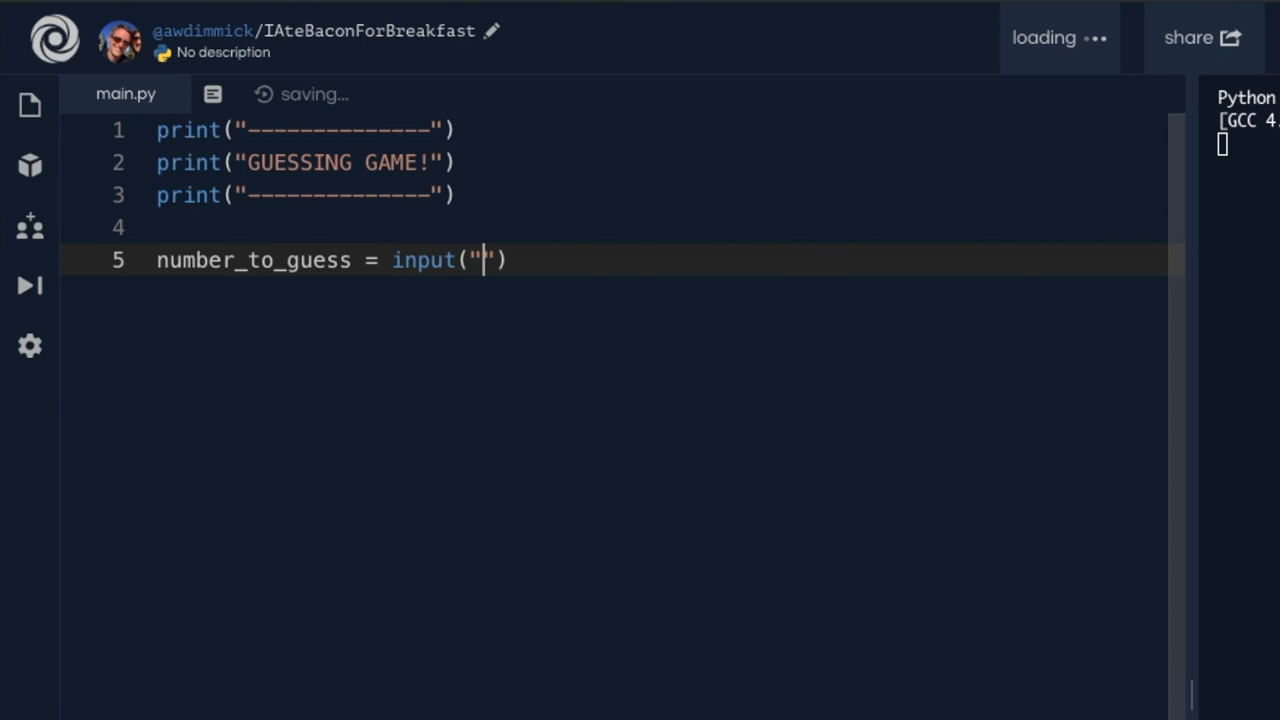 @awdimmick/IAteBaconForBreakfast
No description
loading •••
share
main.py
saving...
Python
[GCC 4.
1 print("--------------")
2 print("GUESSING GAME!")
3 print("--------------")
4
5 number_to_guess = input("")